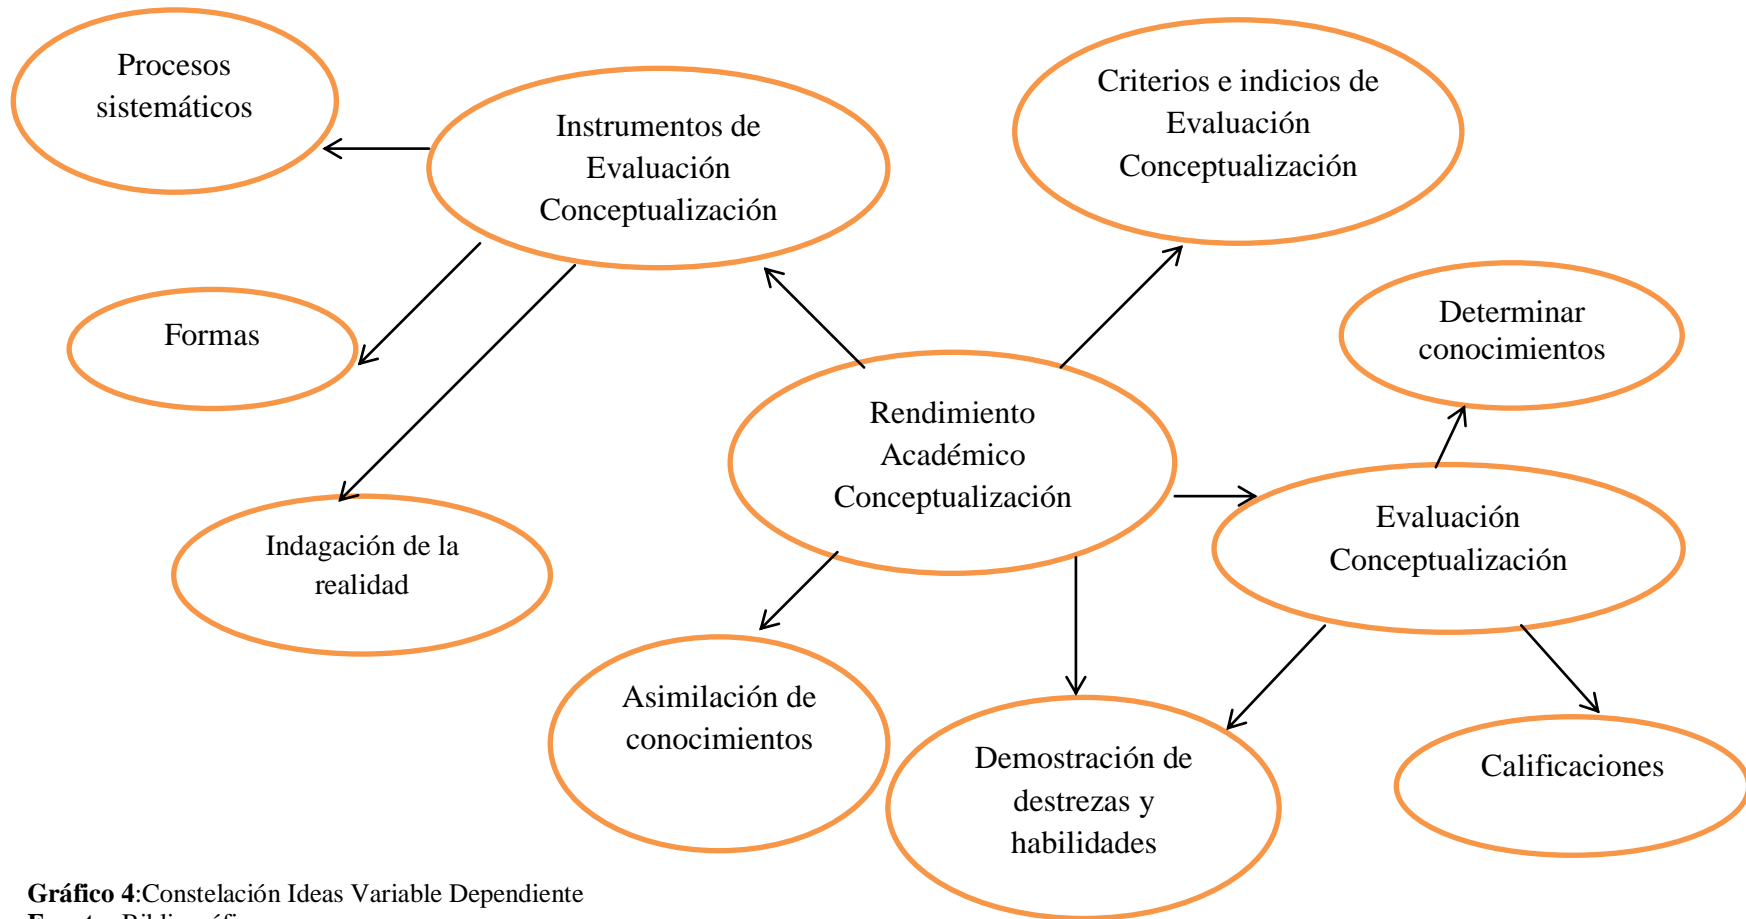 Procesos
sistemáticos
Instrumentos de
Evaluación
Conceptualización
Criterios e indicios de
Evaluación
Conceptualización
Formas
Determinar
conocimientos
Rendimiento
Académico
Conceptualización
Evaluación
Conceptualización
Indagación de la
realidad
Asimilación de
conocimientos
Demostración de
destrezas y
habilidades
Calificaciones
Gráfico 4:Constelación Ideas Variable Dependiente